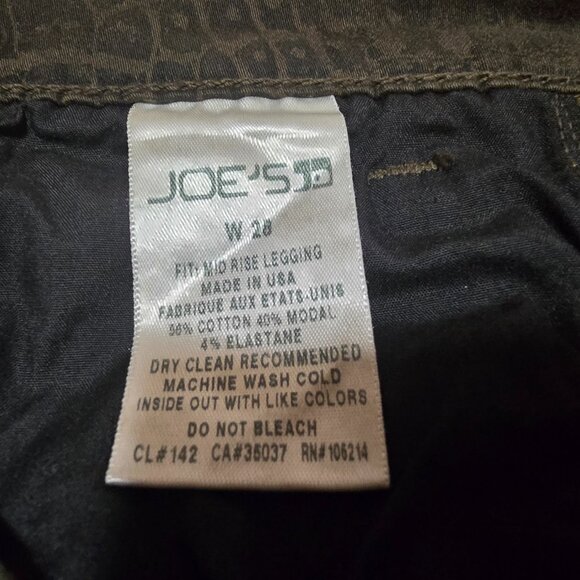 JOE'S
W 28
FIT: MID RISE LEGGING
MADE IN USA
FABRIQUE AUX ETATS-UNIS
56% COTTON 40% MODAL
4% ELASTANE
DRY CLEAN RECOMMENDED
MACHINE WASH COLD
INSIDE OUT WITH LIKE COLORS
DO NOT BLEACH
CL#142 CA#36037 RN#106214